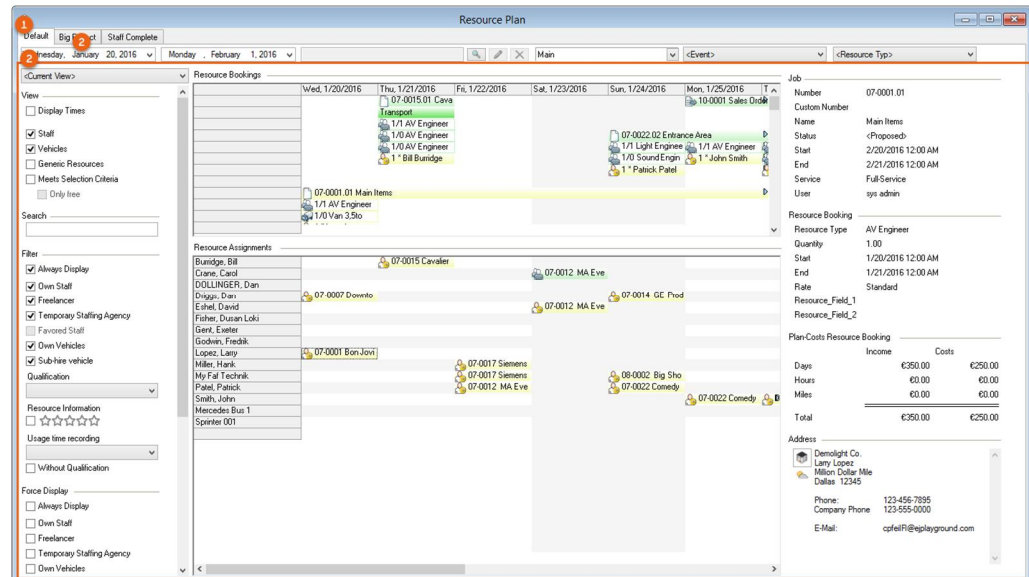 Resource Plan
1
Default Big Project Staff Complete
2
2
Wednesday, January 20, 2016 Monday , February 1, 2016 Main <Event> <Resource Typ>
<Current View>
View
Display Times
Staff
Vehicles
Generic Resources
Meets Selection Criteria
Only free
Search
Filter
Always Display
Own Staff
Freelancer
Temporary Staffing Agency
Favored Staff
Own Vehicles
Sub-hire vehicle
Qualification
Resource Information
Usage time recording
Without Qualification
Force Display
Always Display
Own Staff
Freelancer
Temporary Staffing Agency
Own Vehicles
Resource Bookings
Wed, 1/20/2016 Thu, 1/21/2016 Fri, 1/22/2016 Sat, 1/23/2016 Sun, 1/24/2016 Mon, 1/25/2016 T
07-0015.01 Cava 10-0001 Sales Orde
Transport
1/1 AV Engineer
1/0 AV Engineer 07-0022.02 Entrance Area
1/0 AV Engineer 1/1 Light Enginee 1/1 AV Engineer
1 * Bill Burridge 1/0 Sound Engin 1 * John Smith
1 * Patrick Patel
07-0001.01 Main Items
1/1 AV Engineer
1/0 Van 3,5to
Resource Assignments
Burridge, Bill 07-0015 Cavalier
Crane, Carol 07-0012 MA Eve
DOLLINGER, Dan
Driggs, Dan 07-0007 Downto 07-0014 GE Prod
Eshel, David 07-0012 MA Eve
Fisher, Dusan Loki
Gent, Exeter
Godwin, Fredrik
Lopez, Larry 07-0001 Bon Jovi
Miller, Hank 07-0017 Siemens
My Faf Technik 07-0017 Siemens 08-0002 Big Sho
Patel, Patrick 07-0012 MA Eve 07-0022 Comedy
Smith, John 07-0022 Comedy
Mercedes Bus 1
Sprinter 001
Job
Number 07-0001.01
Custom Number
Name Main Items
Status <Proposed>
Start 2/20/2016 12:00 AM
End 2/21/2016 12:00 AM
Service Full-Service
User sys admin
Resource Booking
Resource Type AV Engineer
Quantity 1.00
Start 1/20/2016 12:00 AM
End 1/21/2016 12:00 AM
Rate Standard
Resource_Field_1
Resource_Field_2
Plan-Costs Resource Booking
Income Costs
Days €350.00 €250.00
Hours €0.00 €0.00
Miles €0.00 €0.00
Total €350.00 €250.00
Address
Demolight Co.
Larry Lopez
Million Dollar Mile
Dallas 12345
Phone: 123-456-7895
Company Phone 123-555-0000
E-Mail: cpfeilR@ejplayground.com